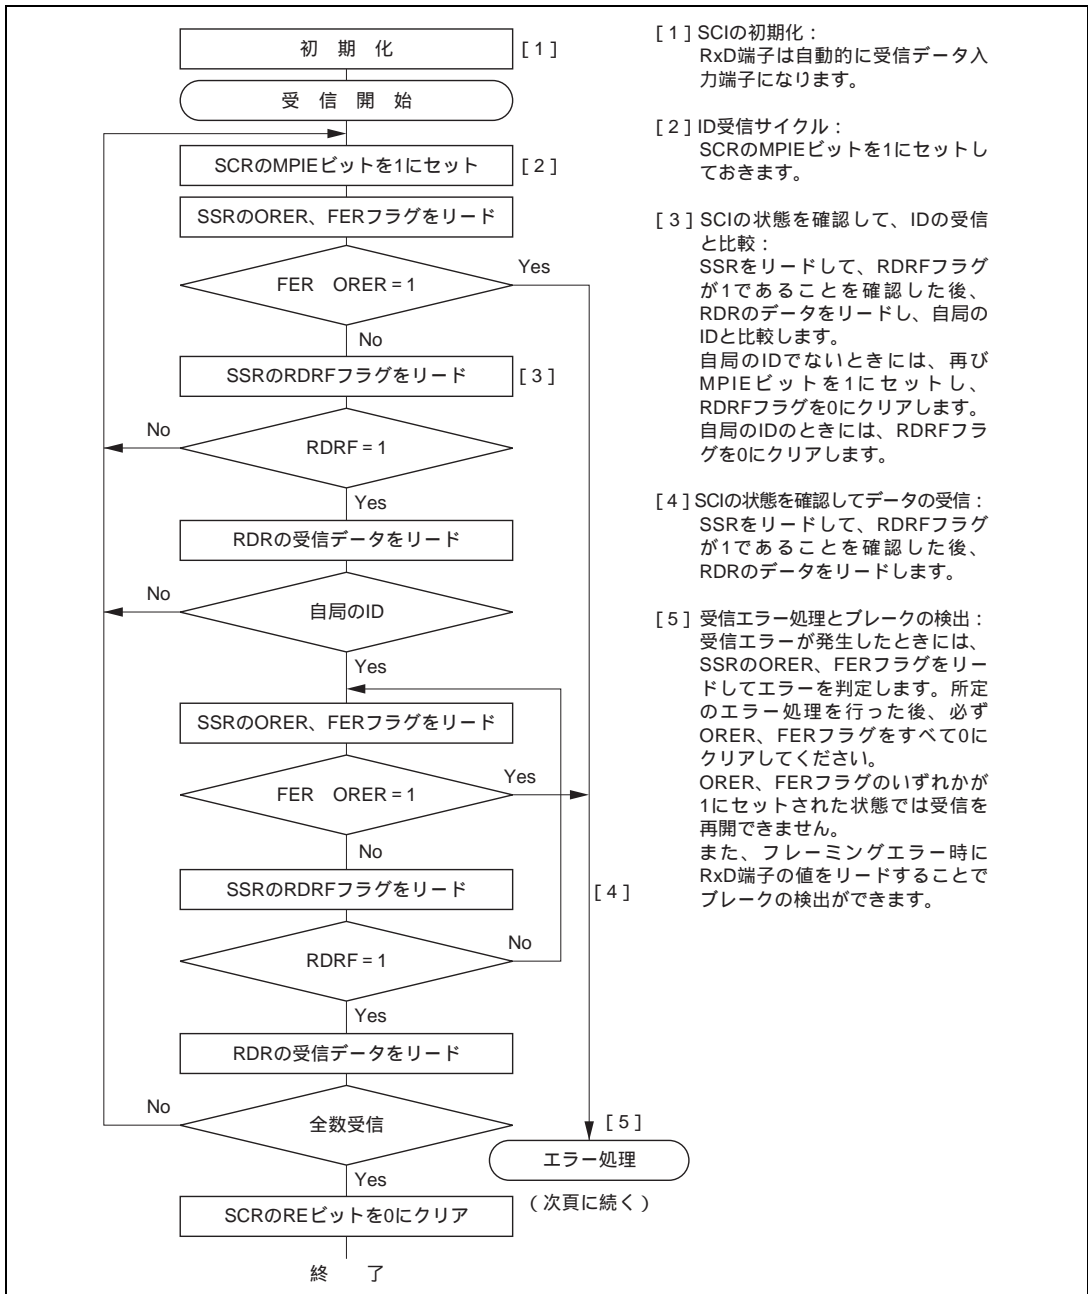 初 期 化
[ 1 ]
受 信 開 始
SCRのMPIEビットを1にセット
[ 2 ]
SSRのORER、FERフラグをリード
FER ORER = 1
Yes
No
SSRのRDRFフラグをリード
[ 3 ]
No
RDRF = 1
Yes
RDRの受信データをリード
No
自局のID
Yes
SSRのORER、FERフラグをリード
FER ORER = 1
Yes
No
SSRのRDRFフラグをリード
[ 4 ]
No
RDRF = 1
Yes
RDRの受信データをリード
No
全数受信
[ 5 ]
エラー処理
Yes
(次頁に続く)
SCRのREビットを0にクリア
終 了
[ 1 ] SCIの初期化:
RxD端子は自動的に受信データ入
力端子になります。
[ 2 ] ID受信サイクル:
SCRのMPIEビットを1にセットし
ておきます。
[ 3 ] SCIの状態を確認して、IDの受信
と比較:
SSRをリードして、RDRFフラグ
が1であることを確認した後、
RDRのデータをリードし、自局の
IDと比較します。
自局のIDでないときには、再び
MPIEビットを1にセットし、
RDRFフラグを0にクリアします。
自局のIDのときには、RDRFフラ
グを0にクリアします。
[ 4 ] SCIの状態を確認してデータの受信:
SSRをリードして、RDRFフラグ
が1であることを確認した後、
RDRのデータをリードします。
[ 5 ] 受信エラー処理とブレークの検出:
受信エラーが発生したときには、
SSRのORER、FERフラグをリー
ドしてエラーを判定します。所定
のエラー処理を行った後、必ず
ORER、FERフラグをすべて0に
クリアしてください。
ORER、FERフラグのいずれかが
1にセットされた状態では受信を
再開できません。
また、フレーミングエラー時に
RxD端子の値をリードすることで
ブレークの検出ができます。